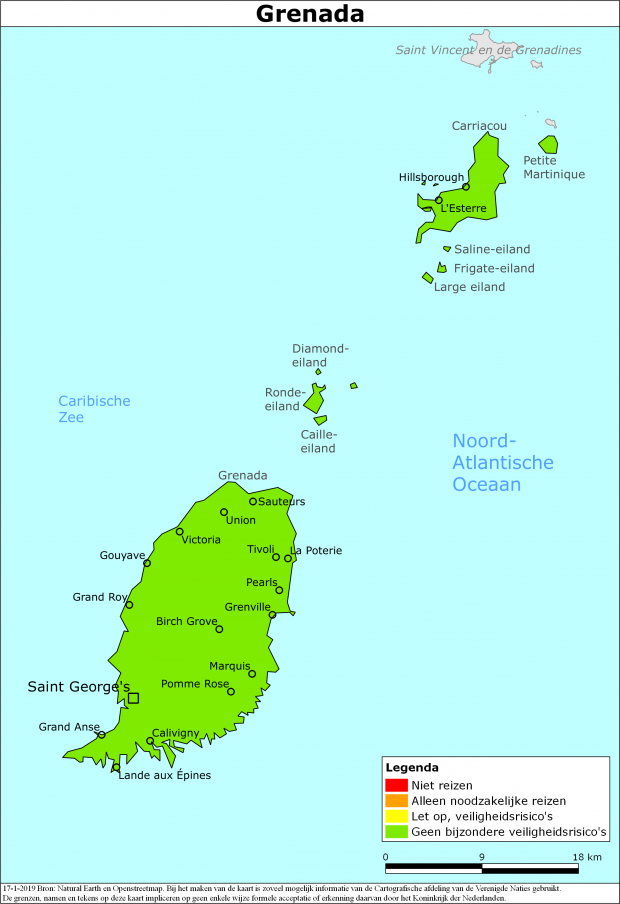 Grenada
Saint Vincent en de Grenadines
Carriacou
Petite
Martinique
Hillsborough
L'Esterre
Saline-eiland
Frigate-eiland
Large eiland
Diamond-
eiland
Ronde-
eiland
Caille-
eiland
Caribische
Zee
Noord-
Atlantische
Oceaan
Grenada
Sauteurs
Union
Victoria
Tivoli
La Poterie
Gouyave
Pearls
Grand Roy
Grenville
Birch Grove
Marquis
Pomme Rose
Saint George's
Grand Anse
Calivigny
Lande aux Épines
Legenda
Niet reizen
Alleen noodzakelijke reizen
Let op, veiligheidsrisico's
Geen bijzondere veiligheidsrisico's
0 9 18 km
17-1-2019 Bron: Natural Earth en Openstreetmap. Bij het maken van de kaart is zoveel mogelijk informatie van de Cartografische afdeling van de Verenigde Naties gebruikt.
De grenzen, namen en tekens op deze kaart impliceren op geen enkele wijze formele acceptatie of erkenning daarvan door het Koninkrijk der Nederlanden.